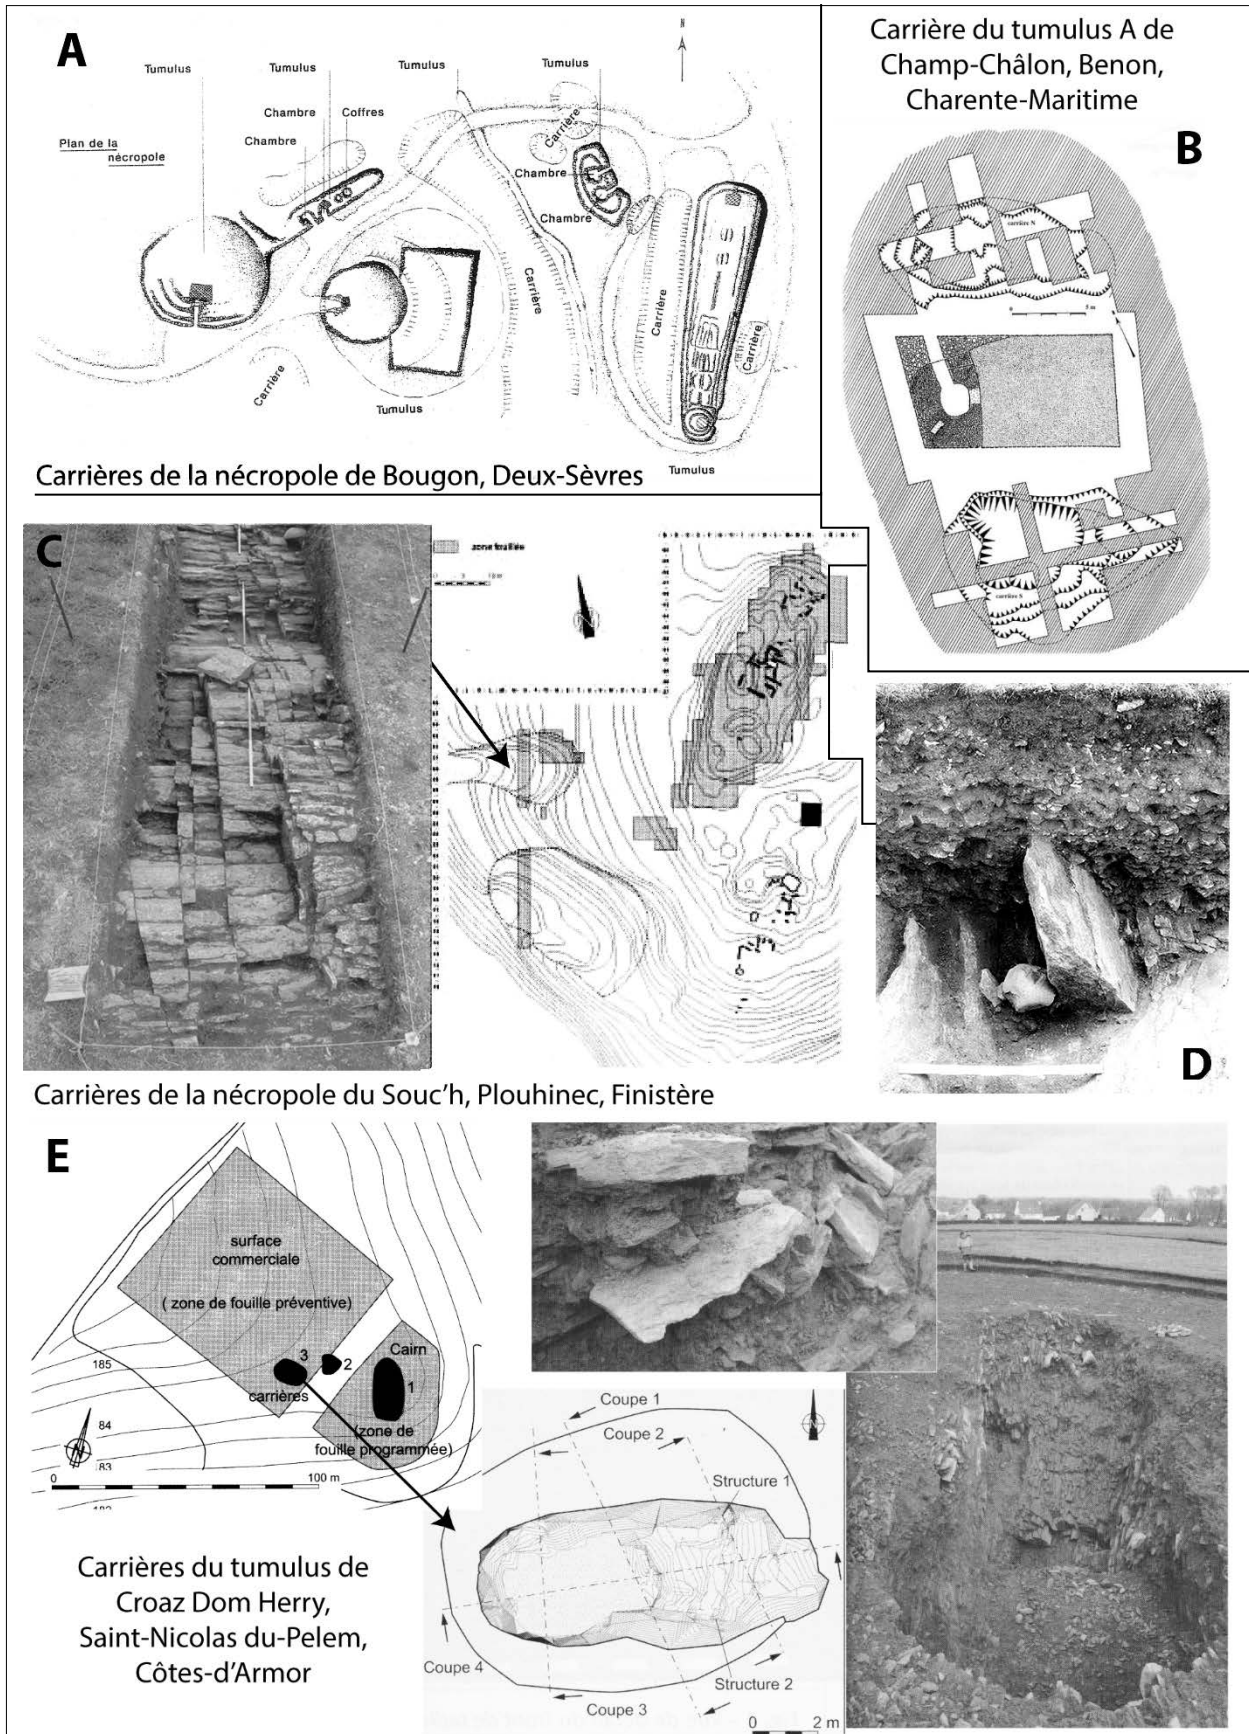 A
N
Tumulus
Tumulus
Tumulus
Tumulus
Chambre
Coffres
Chambre
Plan de la
nécropole
Carrière
Chambre
Chambre
Carrière
Carrière
Carrière
Carrière
Tumulus
Tumulus
Carrières de la nécropole de Bougon, Deux-Sèvres
Carrière du tumulus A de
Champ-Châlon, Benon,
Charente-Maritime
B
carrière N
carrière S
C
zone fouillée
D
Carrières de la nécropole du Souc'h, Plouhinec, Finistère
E
surface
commerciale
( zone de fouille préventive)
Cairn
3
2
1
185
carrières
(zone de
fouille programmée)
84
83
0
100 m
Carrières du tumulus de
Croaz Dom Herry,
Saint-Nicolas du-Pelem,
Côtes-d'Armor
Coupe 1
Coupe 2
Structure 1
Coupe 4
Coupe 3
Structure 2
0
2 m